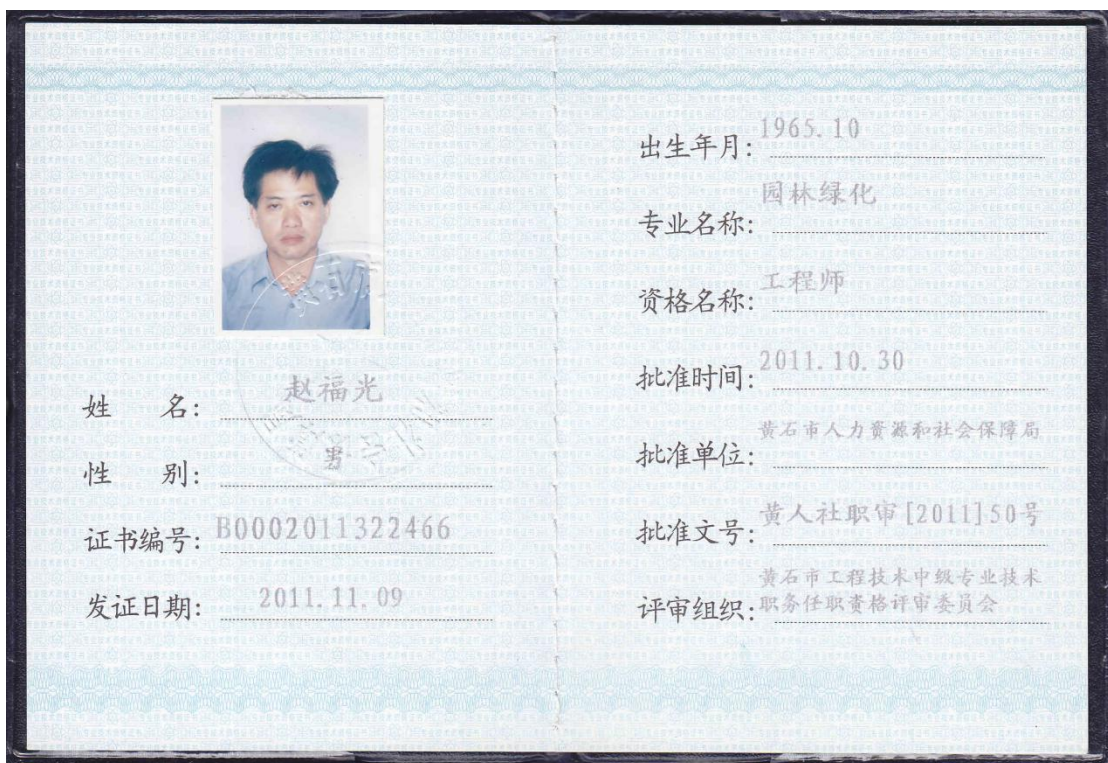 姓 名: 赵福光
性 别: 男
证书编号: B0002011322466
发证日期: 2011.11.09
出生年月: 1965.10
专业名称: 园林绿化
资格名称: 工程师
批准时间: 2011.10.30
批准单位: 黄石市人力资源和社会保障局
批准文号: 黄人社职审[2011]50号
评审组织: 黄石市工程技术中级专业技术
职务任职资格评审委员会